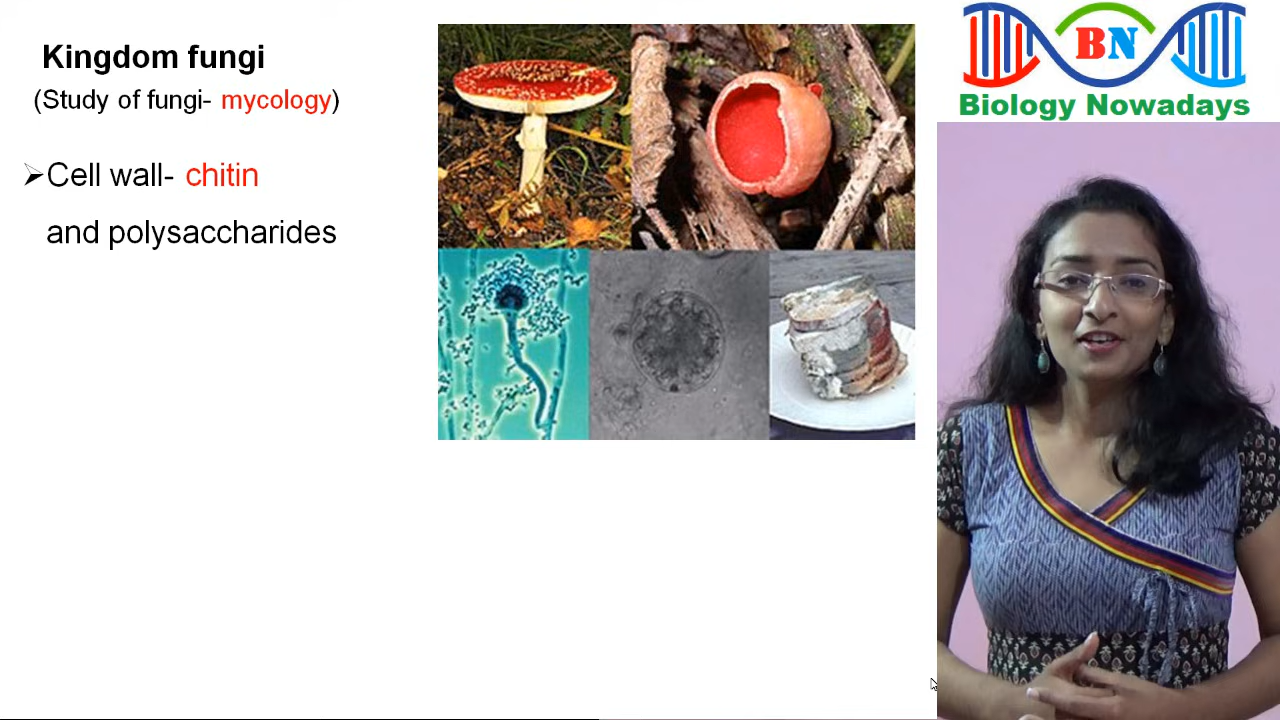 Kingdom fungi
(Study of fungi- mycology)
➢Cell wall- chitin
and polysaccharides
BN
Biology Nowadays